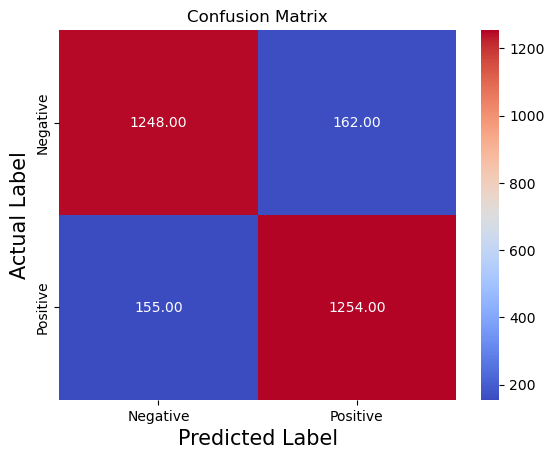 Confusion Matrix
Actual Label
Negative
Positive
1248.00 162.00
155.00 1254.00
Negative Positive
Predicted Label
1200
1000
800
600
400
200